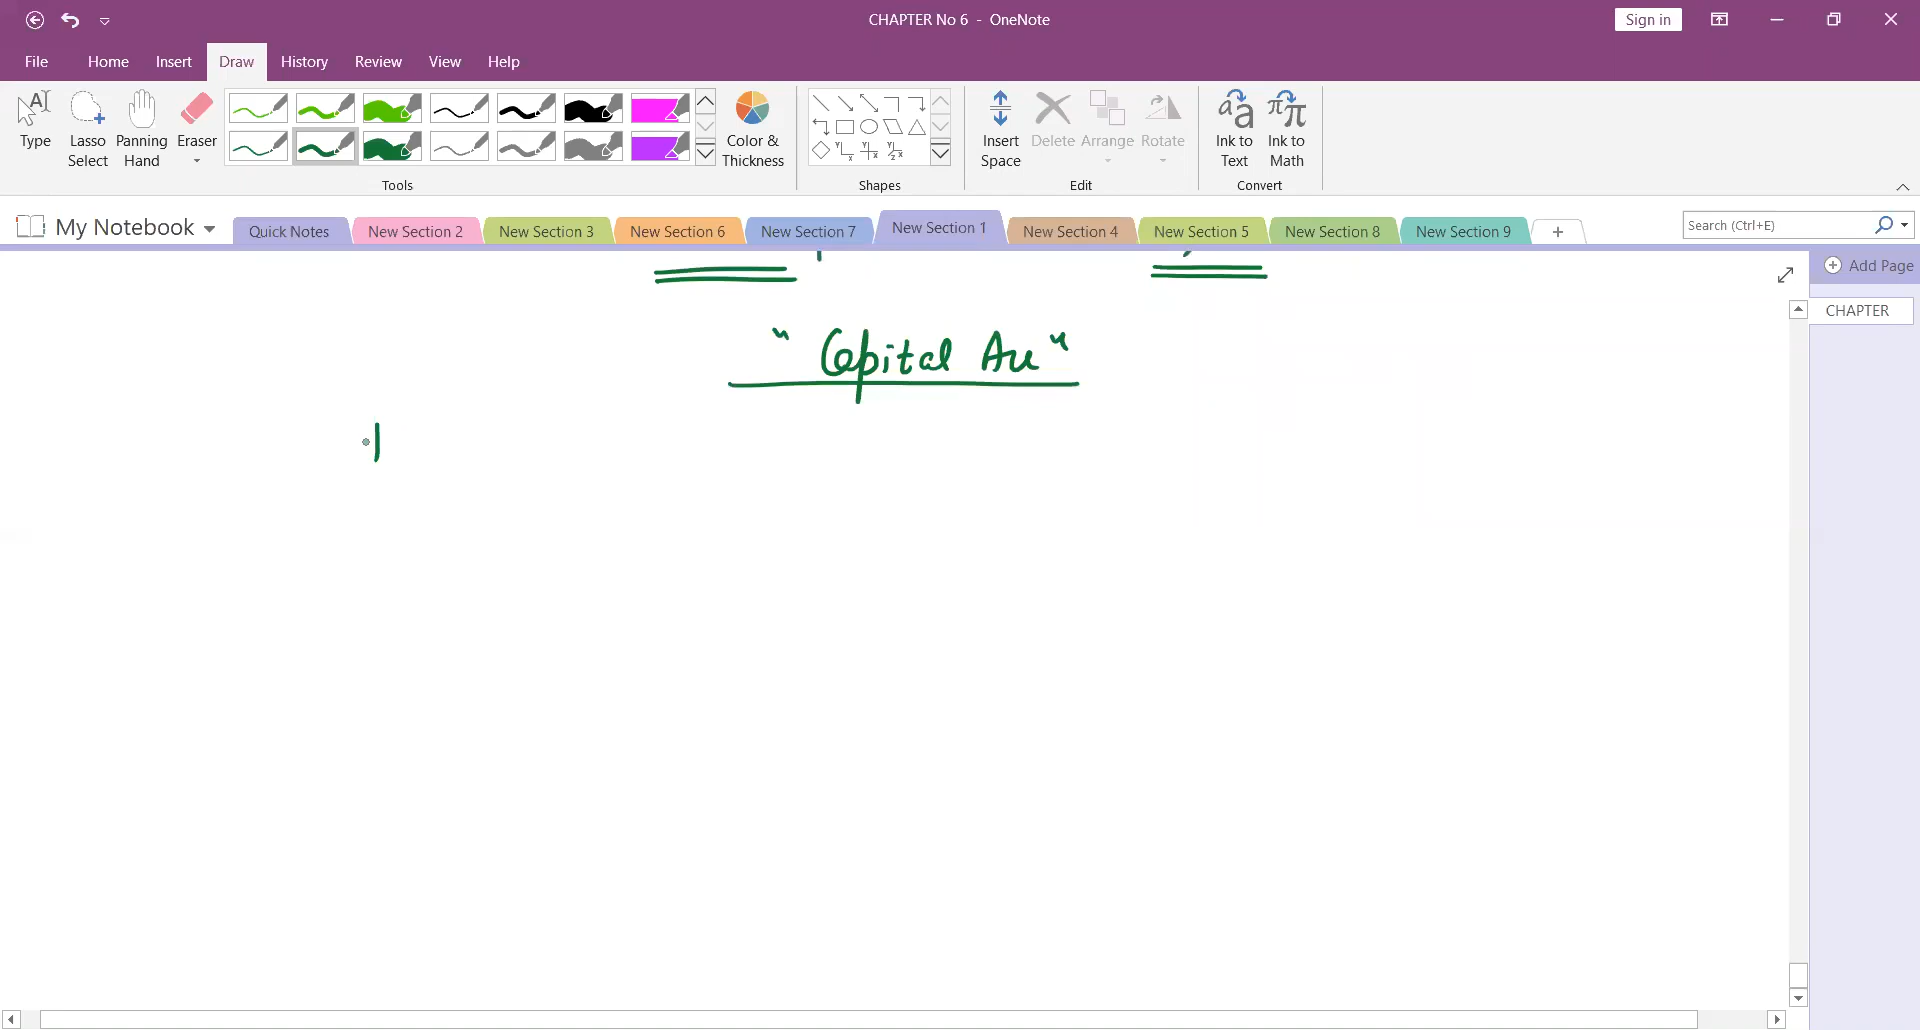 CHAPTER No 6 - OneNote
Sign in
File Home Insert Draw History Review View Help
Type
Lasso Select
Panning Hand
Eraser
Color & Thickness
Insert Space
Delete
Arrange
Rotate
Ink to Text
Ink to Math
Tools
Shapes
Edit
Convert
My Notebook
Quick Notes
New Section 2
New Section 3
New Section 6
New Section 7
New Section 1
New Section 4
New Section 5
New Section 8
New Section 9
Search (Ctrl+E)
Add Page
CHAPTER
" Capital Acc "